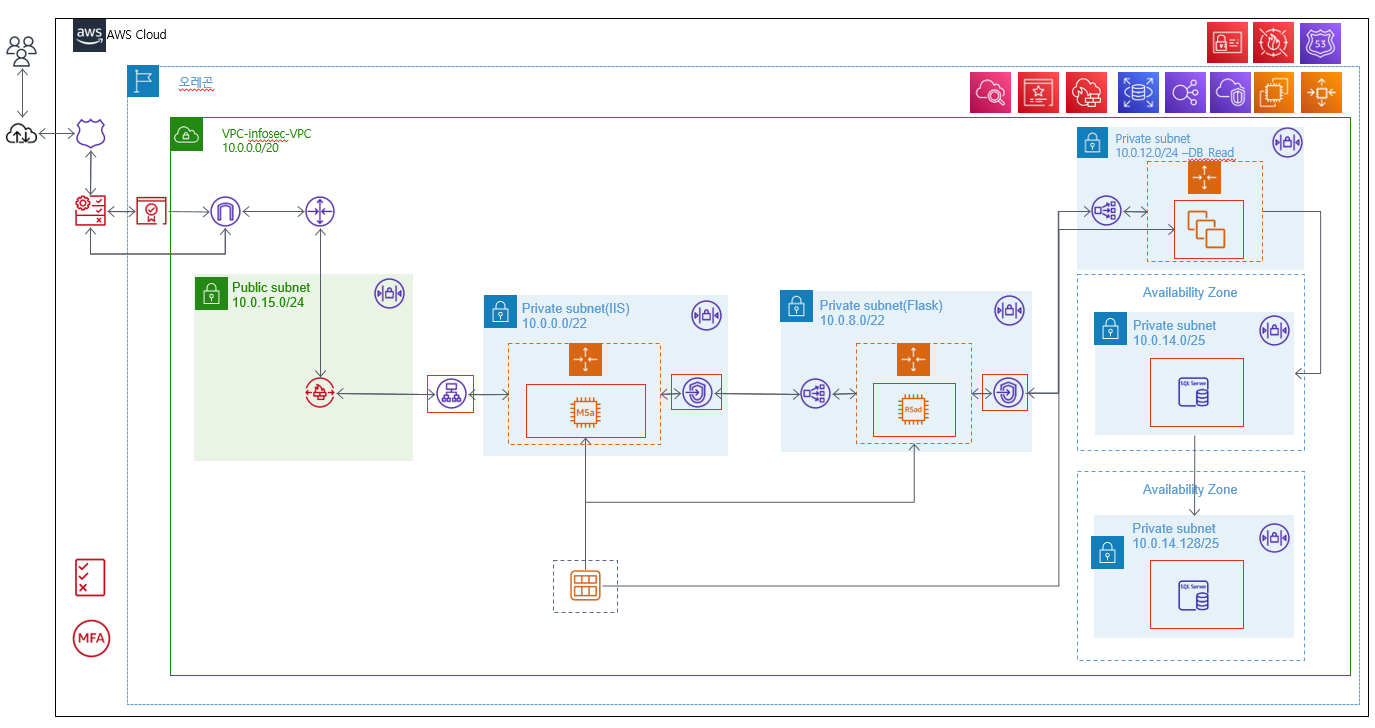 aws
AWS Cloud
53
오레곤
VPC-infosec-VPC
10.0.0.0/20
Private subnet
10.0.12.0/24 –DB_Read
Public subnet
10.0.15.0/24
Private subnet(IIS)
10.0.0.0/22
Private subnet(Flask)
10.0.8.0/22
Availability Zone
Private subnet
10.0.14.0/25
SQL Server
M5a
R5ad
Availability Zone
Private subnet
10.0.14.128/25
SQL Server
MFA